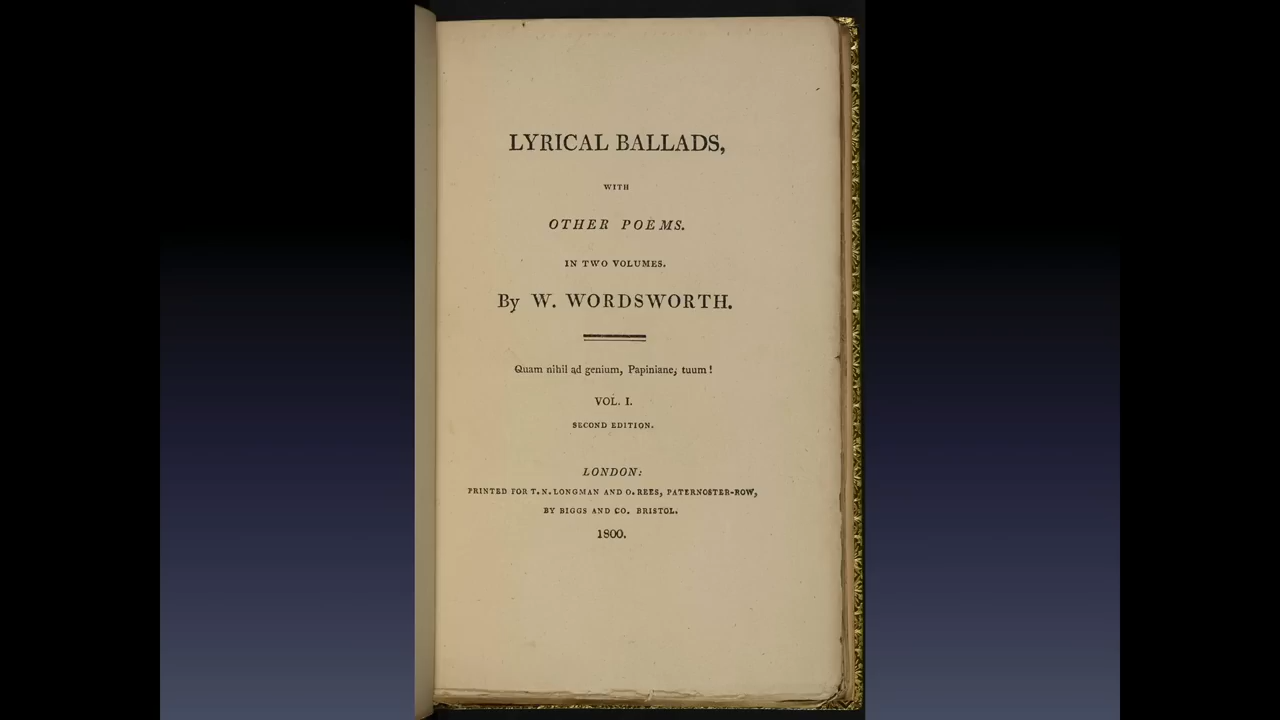 LYRICAL BALLADS,
WITH
OTHER POEMS.
IN TWO VOLUMES.
By W. WORDSWORTH.
Quam nihil ad genium, Papiniane, tuum!
VOL. I.
SECOND EDITION.
LONDON:
PRINTED FOR T. N. LONGMAN AND O. REES, PATERNOSTER-ROW,
BY BIGGS AND CO. BRISTOL.
1800.